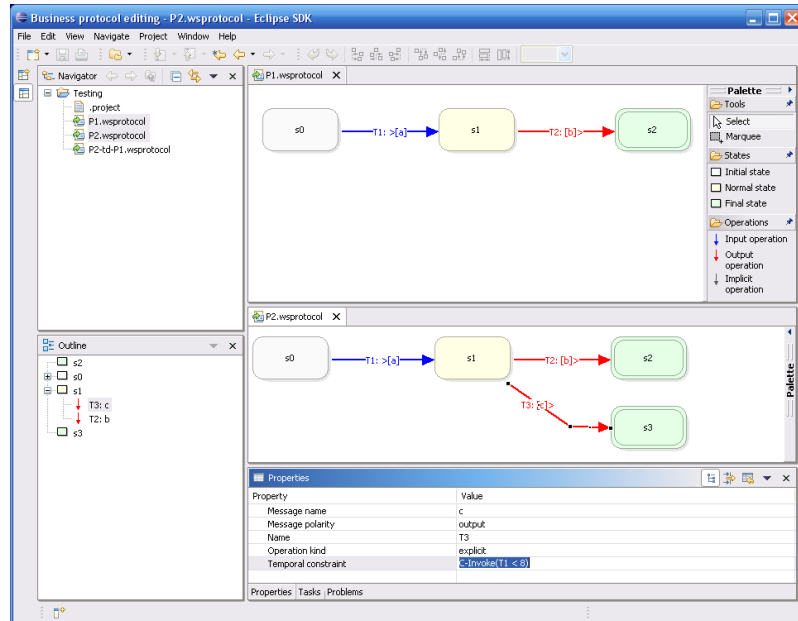 Business protocol editing - P2.wsprotocol - Eclipse SDK
File Edit View Navigate Project Window Help
Navigator
Testing
.project
P1.wsprotocol
P2.wsprotocol
P2-td-P1.wsprotocol
P1.wsprotocol
s0
T1: >[a]
s1
T2: [b]>
s2
Palette
Tools
Select
Marquee
States
Initial state
Normal state
Final state
Operations
Input operation
Output
operation
Implicit
operation
Outline
s2
s0
s1
T3: c
T2: b
s3
P2.wsprotocol
s0
T1: >[a]
s1
T2: [b]>
s2
T3: [c]>
s3
Palette
Properties
Property Value
Message name c
Message polarity output
Name T3
Operation kind explicit
Temporal constraint C-Invoke(T1 < 8)
Properties Tasks Problems